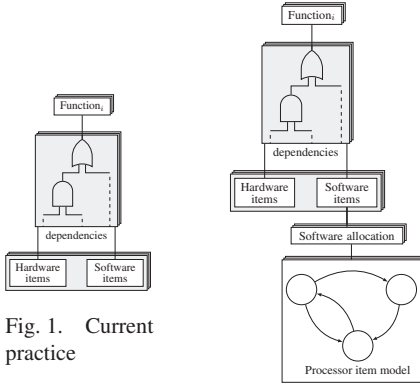 Function_i
dependencies
Hardware
items
Software
items
Fig. 1. Current
practice
Function_i
dependencies
Hardware
items
Software
items
Software allocation
Processor item model